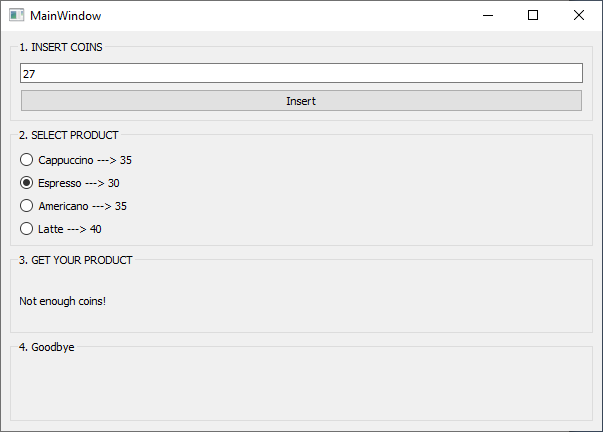 MainWindow
1. INSERT COINS
27
Insert
2. SELECT PRODUCT
Cappuccino ---> 35
Espresso ---> 30
Americano ---> 35
Latte ---> 40
3. GET YOUR PRODUCT
Not enough coins!
4. Goodbye